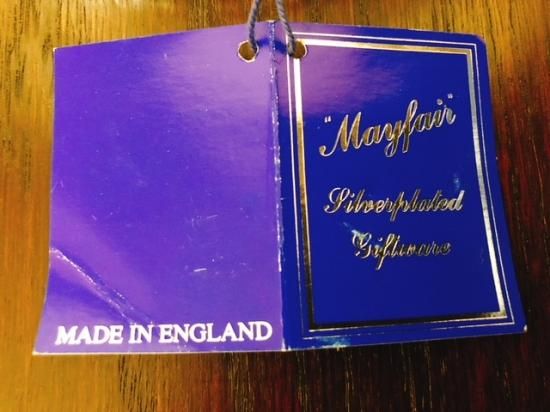 "Mayfair"
Silverplated
Giftware
MADE IN ENGLAND